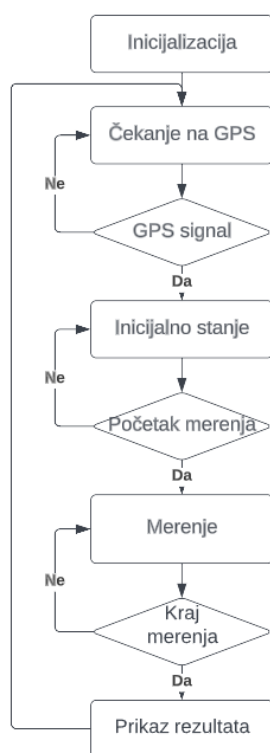 Inicijalizacija
Čekanje na GPS
Ne
GPS signal
Da
Inicijalno stanje
Ne
Početak merenja
Da
Merenje
Ne
Kraj
merenja
Da
Prikaz rezultata